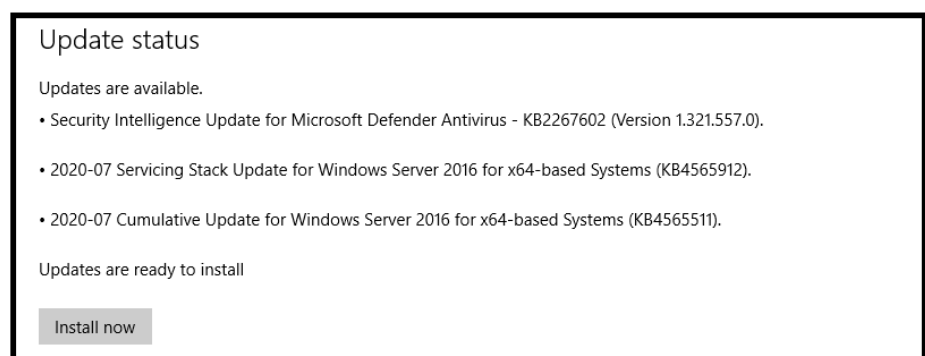 Update status
Updates are available.
• Security Intelligence Update for Microsoft Defender Antivirus - KB2267602 (Version 1.321.557.0).
• 2020-07 Servicing Stack Update for Windows Server 2016 for x64-based Systems (KB4565912).
• 2020-07 Cumulative Update for Windows Server 2016 for x64-based Systems (KB4565511).
Updates are ready to install
Install now